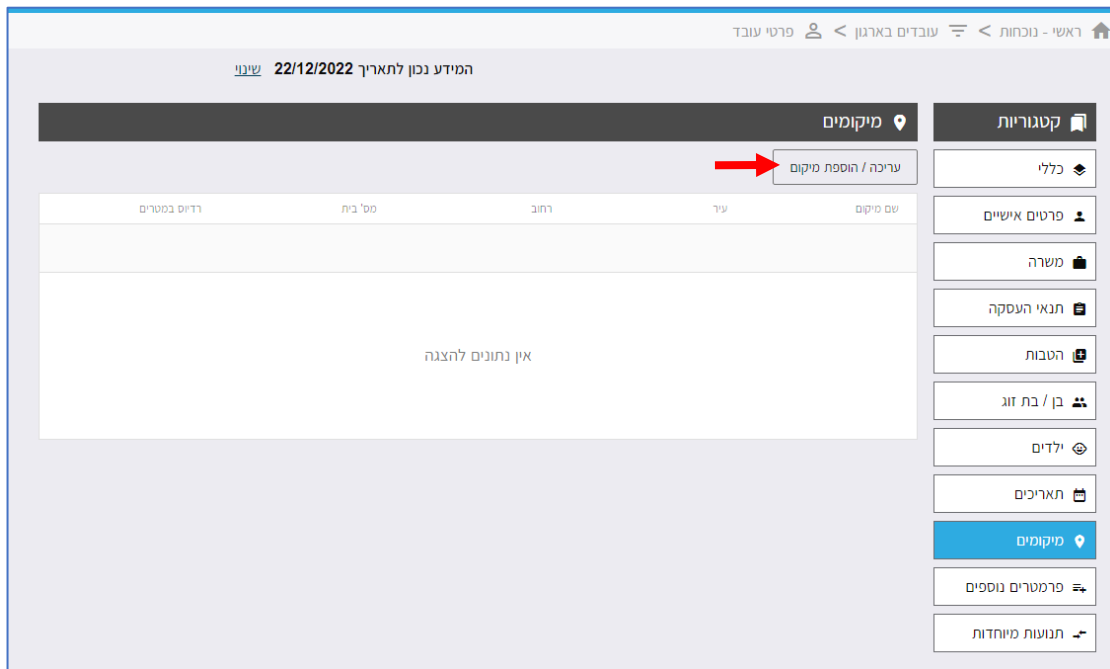 ראשי - נוכחות > עובדים בארגון > פרטי עובד
המידע נכון לתאריך 22/12/2022 שינוי
קטגוריות
כללי
פרטים אישיים
משרה
תנאי העסקה
הטבות
בן / בת זוג
ילדים
תאריכים
מיקומים
פרמטרים נוספים
תנועות מיוחדות
מיקומים
עריכה / הוספת מיקום
שם מיקום עיר רחוב מס' בית רדיוס במטרים
אין נתונים להצגה